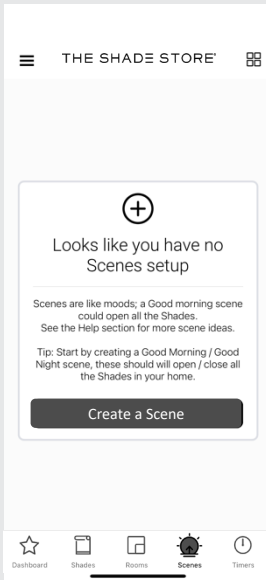 THE SHADE STORE
Looks like you have no
Scenes setup
Scenes are like moods; a Good morning scene
could open all the Shades.
See the Help section for more scene ideas.
Tip: Start by creating a Good Morning / Good
Night scene, these should will open / close all
the Shades in your home.
Create a Scene
Dashboard Shades Rooms Scenes Timers